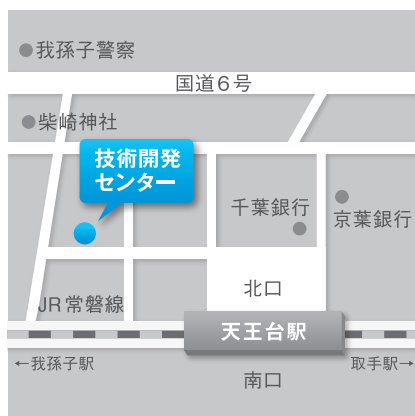 我孫子警察
国道6号
柴崎神社
技術開発
センター
千葉銀行
京葉銀行
北口
JR常磐線
天王台駅
←我孫子駅
取手駅→
南口